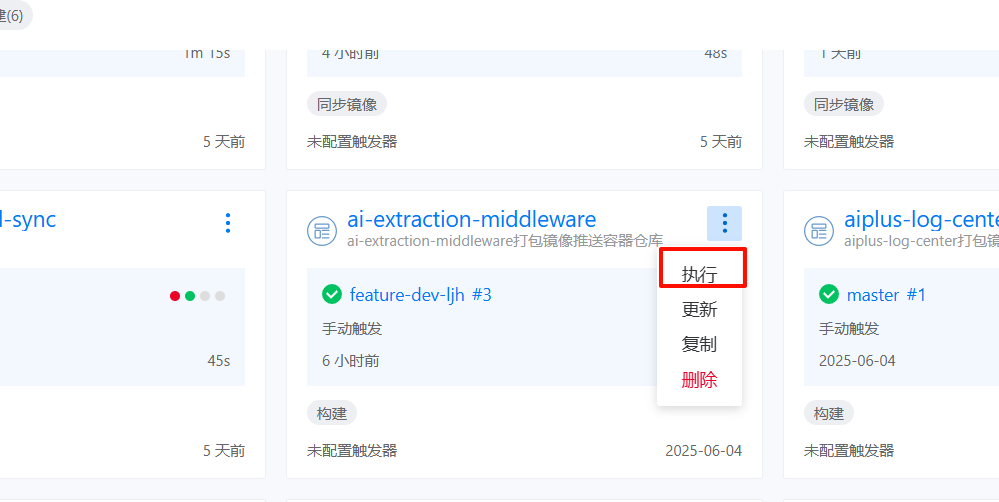 建(6)
1m 15s
5 天前
l-sync
45s
5 天前
4 小时前
48s
同步镜像
未配置触发器
5 天前
ai-extraction-middleware
ai-extraction-middleware打包镜像推送容器仓库
feature-dev-ljh #3
手动触发
6 小时前
构建
未配置触发器
2025-06-04
执行
更新
复制
删除
1 天前
同步镜像
未配置触发器
aiplus-log-cente
aiplus-log-center打包镜
master #1
手动触发
2025-06-04
构建
未配置触发器